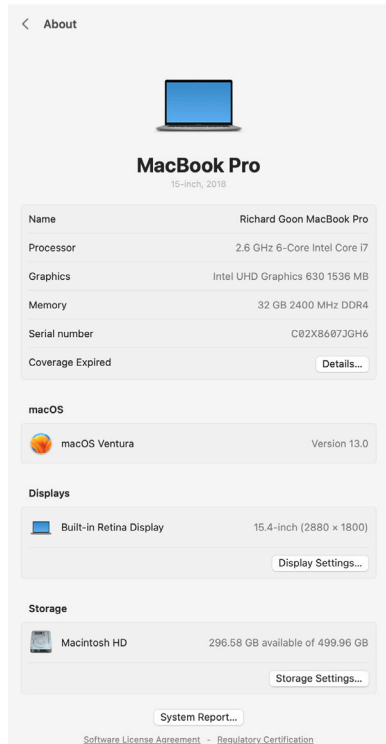 About
MacBook Pro
15-inch, 2018
Name Richard Goon MacBook Pro
Processor 2.6 GHz 6-Core Intel Core i7
Graphics Intel UHD Graphics 630 1536 MB
Memory 32 GB 2400 MHz DDR4
Serial number C02X8607JGH6
Coverage Expired Details...
macOS
macOS Ventura Version 13.0
Displays
Built-in Retina Display 15.4-inch (2880 × 1800)
Display Settings...
Storage
Macintosh HD 296.58 GB available of 499.96 GB
Storage Settings...
System Report...
Software License Agreement - Regulatory Certification